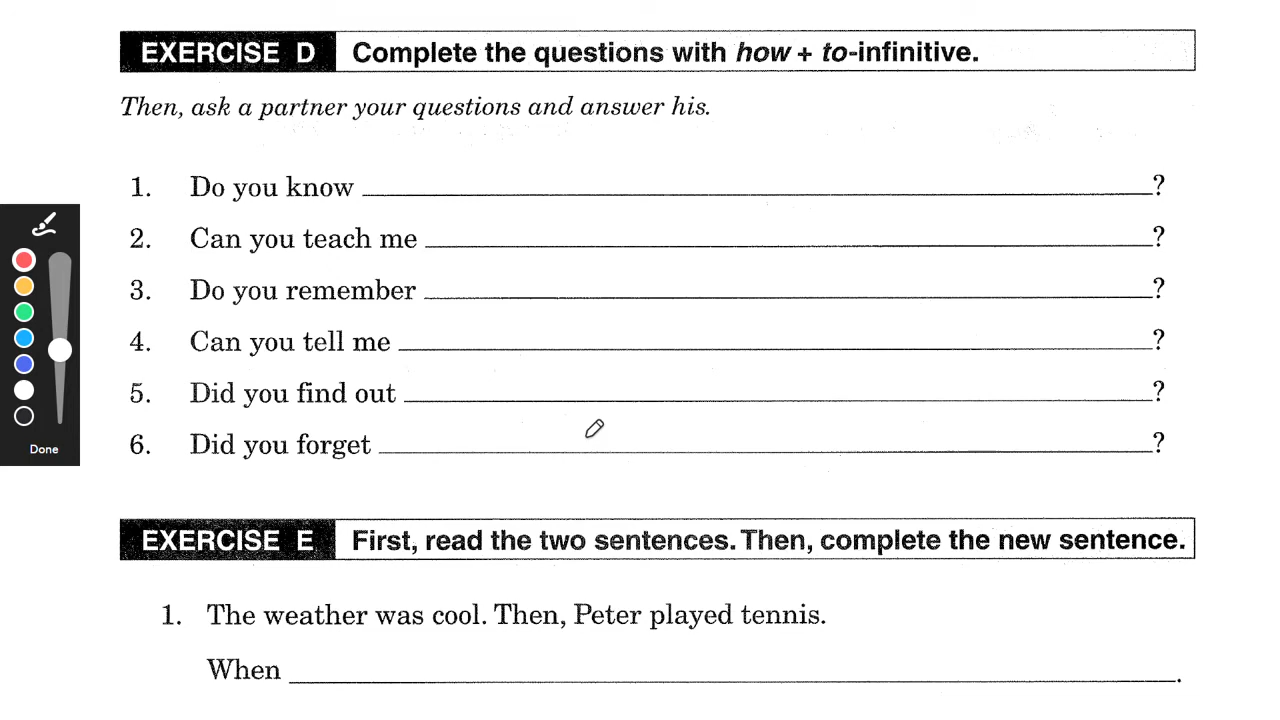 EXERCISE D Complete the questions with how + to-infinitive.
Then, ask a partner your questions and answer his.
1. Do you know ?
2. Can you teach me ?
3. Do you remember ?
4. Can you tell me ?
5. Did you find out ?
6. Did you forget ?
Done
EXERCISE E First, read the two sentences. Then, complete the new sentence.
1. The weather was cool. Then, Peter played tennis.
When .